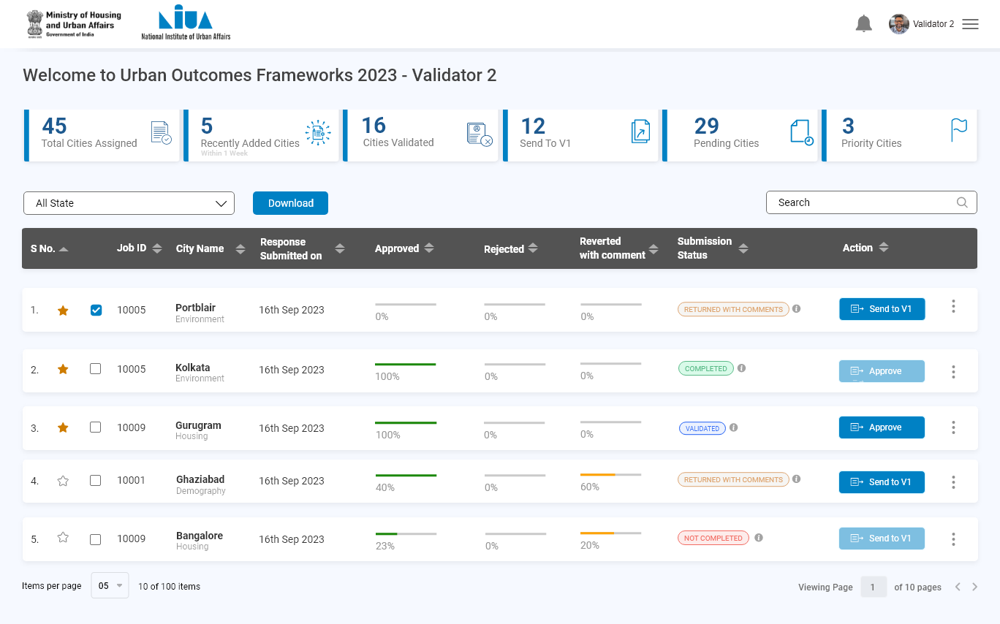 Ministry of Housing
and Urban Affairs
Government of India
NIUA
National Institute of Urban Affairs
Validator 2
Welcome to Urban Outcomes Frameworks 2023 - Validator 2
45
Total Cities Assigned
5
Recently Added Cities
Within 1 Week
16
Cities Validated
12
Send To V1
29
Pending Cities
3
Priority Cities
All State
Download
Search
S No.
Job ID
City Name
Response
Submitted on
Approved
Rejected
Reverted
with comment
Submission
Status
Action
1.
10005
Portblair
Environment
16th Sep 2023
0%
0%
0%
RETURNED WITH COMMENTS
Send to V1
2.
10005
Kolkata
Environment
16th Sep 2023
100%
0%
0%
COMPLETED
Approve
3.
10009
Gurugram
Housing
16th Sep 2023
100%
0%
0%
VALIDATED
Approve
4.
10001
Ghaziabad
Demography
16th Sep 2023
40%
0%
60%
RETURNED WITH COMMENTS
Send to V1
5.
10009
Bangalore
Housing
16th Sep 2023
23%
0%
20%
NOT COMPLETED
Send to V1
Items per page
05
10 of 100 items
Viewing Page
1
of 10 pages